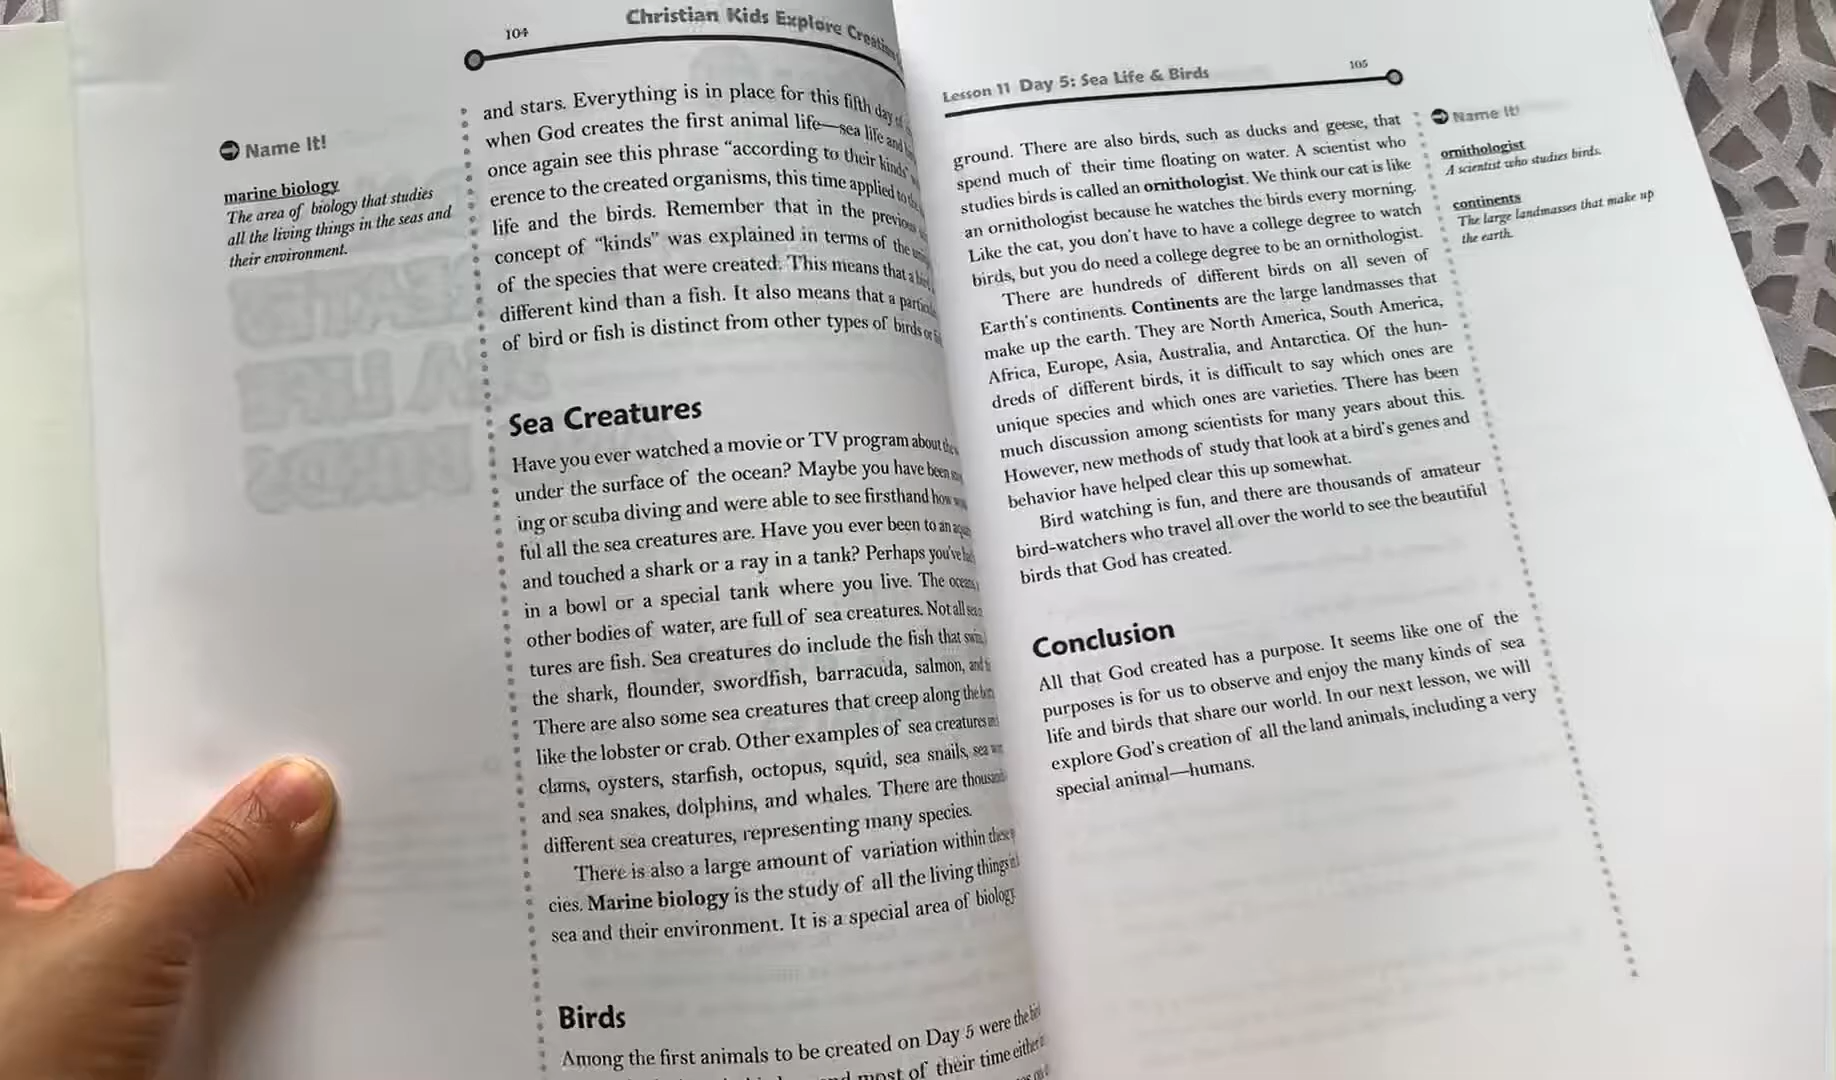 104
Christian Kids Explore Creation
Name It!
marine biology
The area of biology that studies
all the living things in the seas and
their environment.
and stars. Everything is in place for this fifth day of
when God creates the first animal life—sea life and
once again see this phrase “according to their kinds”
erence to the created organisms, this time applied to the
life and the birds. Remember that in the previous
concept of “kinds” was explained in terms of the
of the species that were created. This means that a bird
different kind than a fish. It also means that a
of bird or fish is distinct from other types of birds or
Sea Creatures
Have you ever watched a movie or TV program about
under the surface of the ocean? Maybe you have been
ing or scuba diving and were able to see firsthand how
ful all the sea creatures are. Have you ever been to an
and touched a shark or a ray in a tank? Perhaps you’ve
in a bowl or a special tank where you live. The oceans,
other bodies of water, are full of sea creatures. Not all sea
tures are fish. Sea creatures do include the fish that swim,
the shark, flounder, swordfish, barracuda, salmon, and
There are also some sea creatures that creep along the
like the lobster or crab. Other examples of sea creatures
clams, oysters, starfish, octopus, squid, sea snails, sea
and sea snakes, dolphins, and whales. There are thousands
different sea creatures, representing many species.
There is also a large amount of variation within these
cies. Marine biology is the study of all the living things
sea and their environment. It is a special area of biology.
Birds
Among the first animals to be created on Day 5 were the
most of their time either
Lesson 11 Day 5: Sea Life & Birds
105
ground. There are also birds, such as ducks and geese, that
spend much of their time floating on water. A scientist who
studies birds is called an ornithologist. We think our cat is like
an ornithologist because he watches the birds every morning.
Like the cat, you don’t have to have a college degree to watch
birds, but you do need a college degree to be an ornithologist.
There are hundreds of different birds on all seven of
Earth’s continents. Continents are the large landmasses that
make up the earth. They are North America, South America,
Africa, Europe, Asia, Australia, and Antarctica. Of the hun-
dreds of different birds, it is difficult to say which ones are
unique species and which ones are varieties. There has been
much discussion among scientists for many years about this.
However, new methods of study that look at a bird’s genes and
behavior have helped clear this up somewhat.
Bird watching is fun, and there are thousands of amateur
bird-watchers who travel all over the world to see the beautiful
birds that God has created.
Conclusion
All that God created has a purpose. It seems like one of the
purposes is for us to observe and enjoy the many kinds of sea
life and birds that share our world. In our next lesson, we will
explore God’s creation of all the land animals, including a very
special animal—humans.
Name It!
ornithologist
A scientist who studies birds.
continents
The large landmasses that make up
the earth.